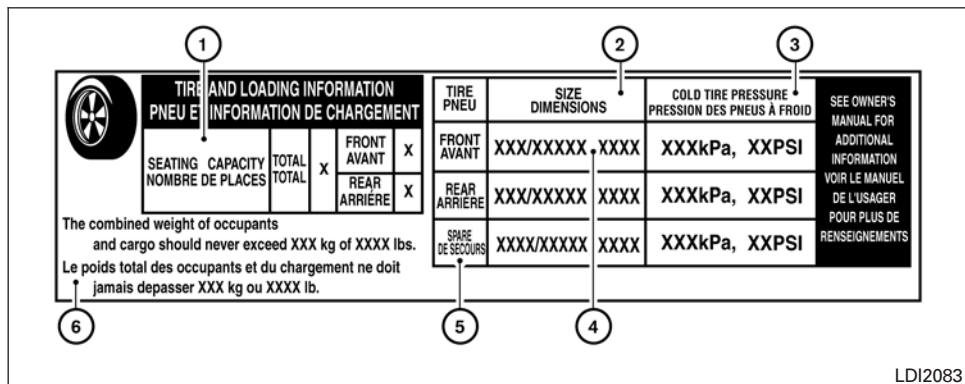 1
2
3
TIRE AND LOADING INFORMATION
PNEU ET INFORMATION DE CHARGEMENT
SEATING CAPACITY
NOMBRE DE PLACES
TOTAL
TOTAL
X
FRONT
AVANT
X
REAR
ARRIÉRE
X
The combined weight of occupants
and cargo should never exceed XXX kg of XXXX lbs.
Le poids total des occupants et du chargement ne doit
jamais depasser XXX kg ou XXXX lb.
TIRE
PNEU
SIZE
DIMENSIONS
COLD TIRE PRESSURE
PRESSION DES PNEUS À FROID
FRONT
AVANT
XXX/XXXXX XXXX
XXXkPa, XXPSI
REAR
ARRIÈRE
XXX/XXXXX XXXX
XXXkPa, XXPSI
SPARE
DE SECOURS
XXXX/XXXXX XXXX
XXXkPa, XXPSI
SEE OWNER'S
MANUAL FOR
ADDITIONAL
INFORMATION
VOIR LE MANUEL
DE L'USAGER
POUR PLUS DE
RENSEIGNEMENTS
6
5
4
LDI2083